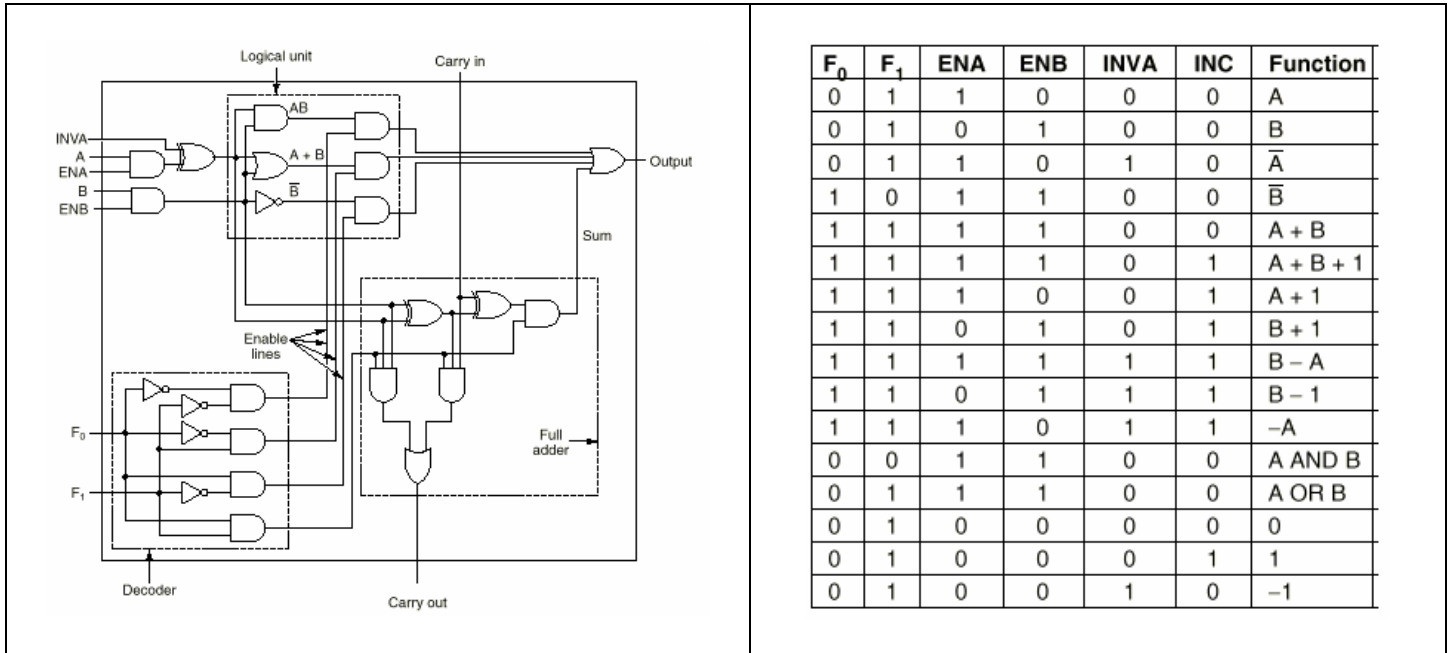 Logical unit
Carry in
INVA
A
ENA
B
ENB
AB
A + B
B̅
Output
Sum
Enable
lines
F₀
F₁
Full
adder
Decoder
Carry out
F₀ F₁ ENA ENB INVA INC Function
0 1 1 0 0 0 A
0 1 0 1 0 0 B
0 1 1 0 1 0 A̅
1 0 1 1 0 0 B̅
1 1 1 1 0 0 A + B
1 1 1 1 0 1 A + B + 1
1 1 1 0 0 1 A + 1
1 1 0 1 0 1 B + 1
1 1 1 1 1 1 B – A
1 1 0 1 1 1 B – 1
1 1 1 0 1 1 –A
0 0 1 1 0 0 A AND B
0 1 1 1 0 0 A OR B
0 1 0 0 0 0 0
0 1 0 0 0 1 1
0 1 0 0 1 0 –1